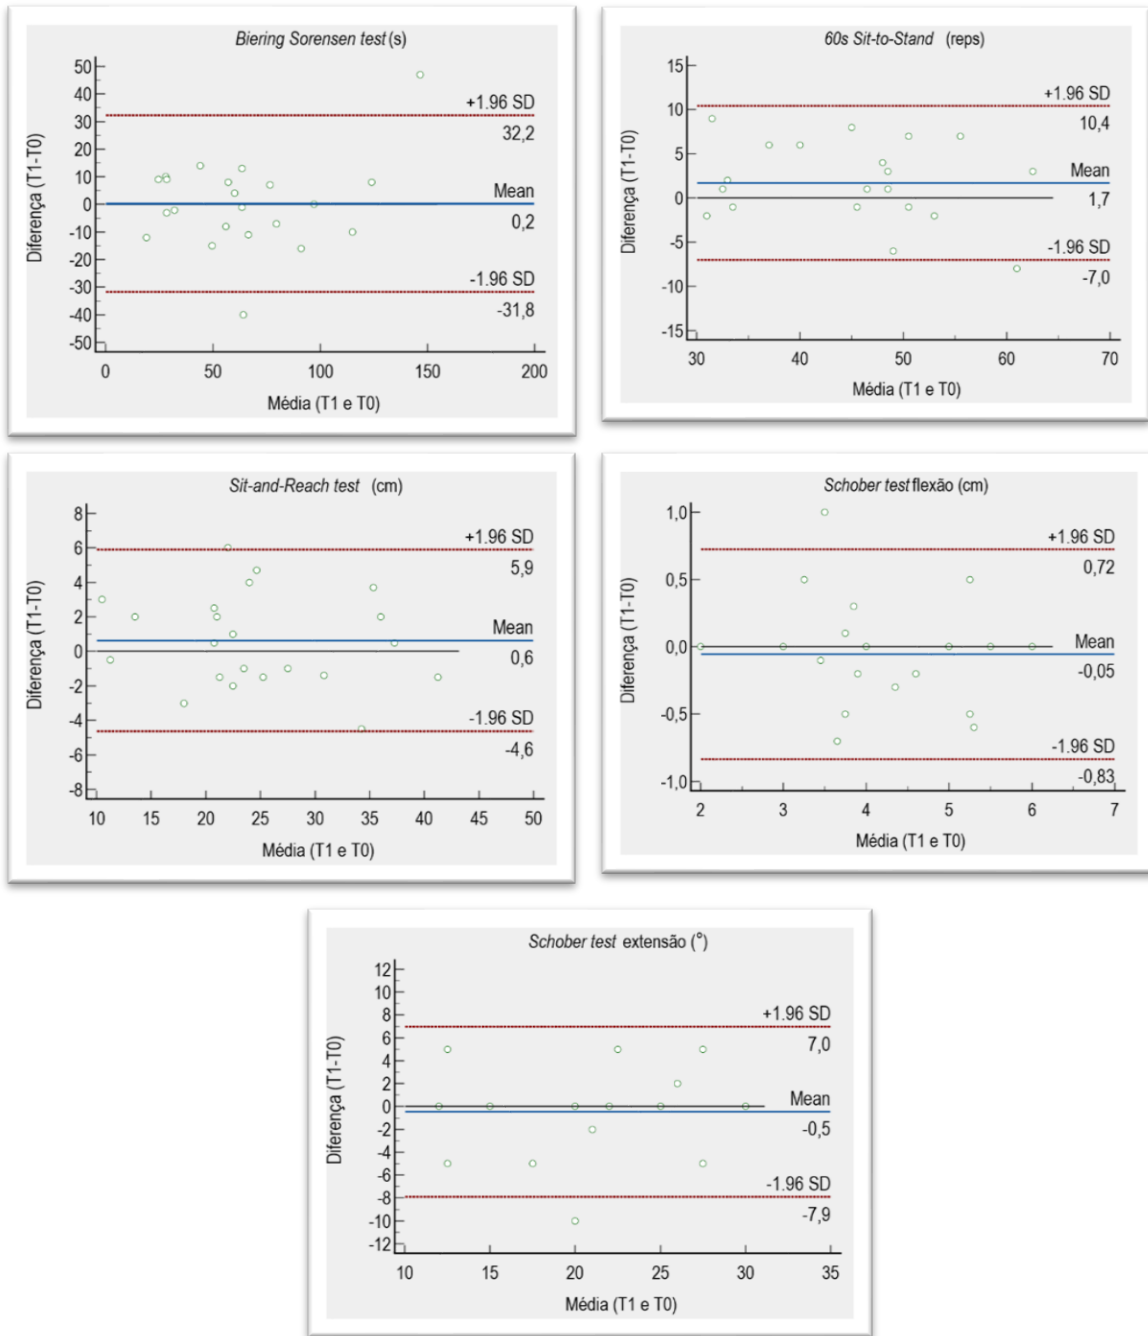 Biering Sorensen test (s)
Diferença (T1-T0)
50
40
30
20
10
0
-10
-20
-30
-40
-50
+1.96 SD
32,2
Mean
0,2
-1.96 SD
-31,8
0 50 100 150 200
Média (T1 e T0)
60s Sit-to-Stand (reps)
Diferença (T1-T0)
15
10
5
0
-5
-10
-15
+1.96 SD
10,4
Mean
1,7
-1.96 SD
-7,0
30 40 50 60 70
Média (T1 e T0)
Sit-and-Reach test (cm)
Diferença (T1-T0)
8
6
4
2
0
-2
-4
-6
-8
+1.96 SD
5,9
Mean
0,6
-1.96 SD
-4,6
10 15 20 25 30 35 40 45 50
Média (T1 e T0)
Schober test flexão (cm)
Diferença (T1-T0)
1,0
0,5
0,0
-0,5
-1,0
+1.96 SD
0,72
Mean
-0,05
-1.96 SD
-0,83
2 3 4 5 6 7
Média (T1 e T0)
Schober test extensão (°)
Diferença (T1-T0)
12
10
8
6
4
2
0
-2
-4
-6
-8
-10
-12
+1.96 SD
7,0
Mean
-0,5
-1.96 SD
-7,9
10 15 20 25 30 35
Média (T1 e T0)